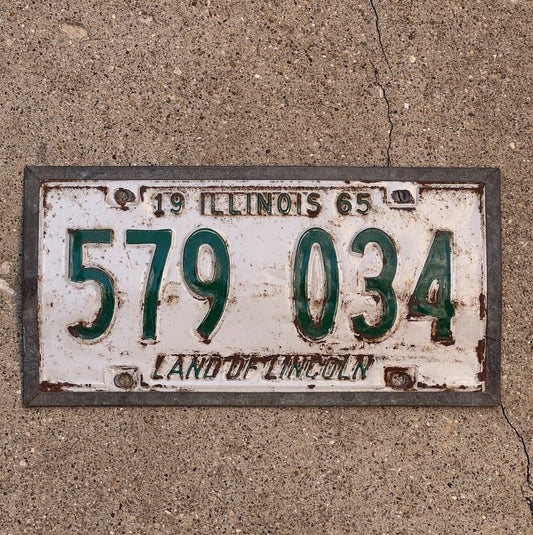 19 ILLINOIS 65
579 034
LAND OF LINCOLN